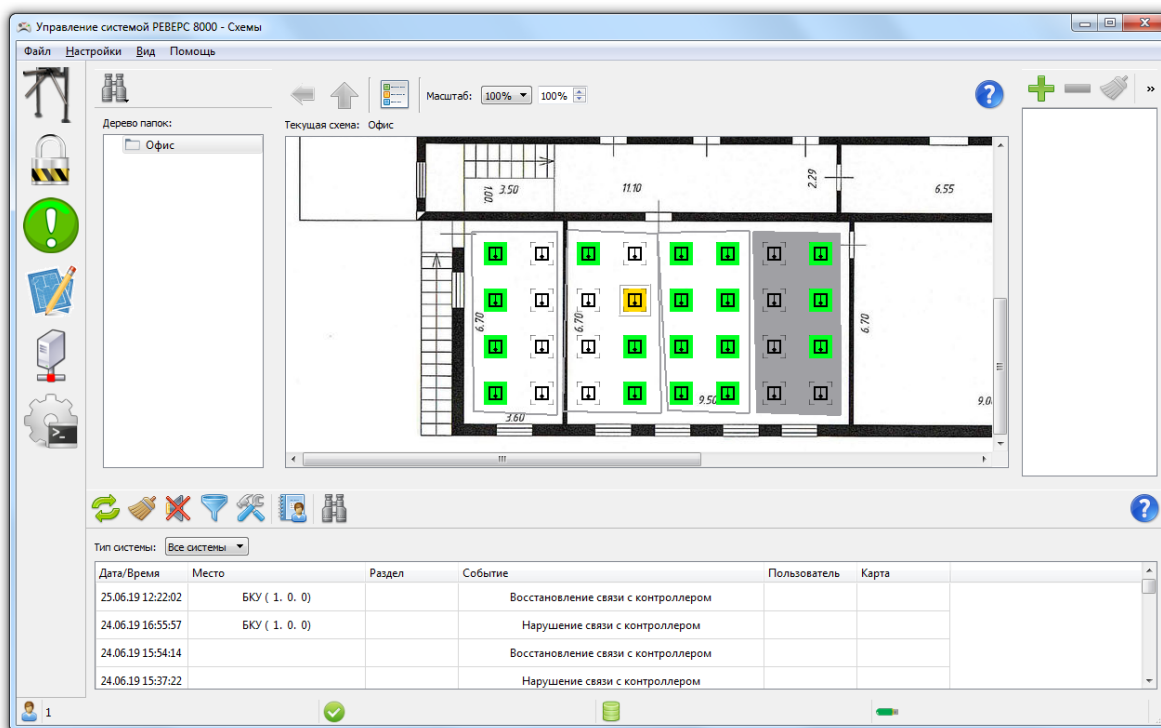 Управление системой РЕВЕРС 8000 - Схемы
Файл Настройки Вид Помощь
Масштаб: 100% 100%
Дерево папок:
Офис
Текущая схема: Офис
3.50
11.10
2.29
6.55
6.70
6.70
6.70
3.60
9.50
Тип системы: Все системы
Дата/Время Место Раздел Событие Пользователь Карта
25.06.19 12:22:02 БКУ ( 1. 0. 0) Восстановление связи с контроллером
24.06.19 16:55:57 БКУ ( 1. 0. 0) Нарушение связи с контроллером
24.06.19 15:54:14 Восстановление связи с контроллером
24.06.19 15:37:22 Нарушение связи с контроллером
1